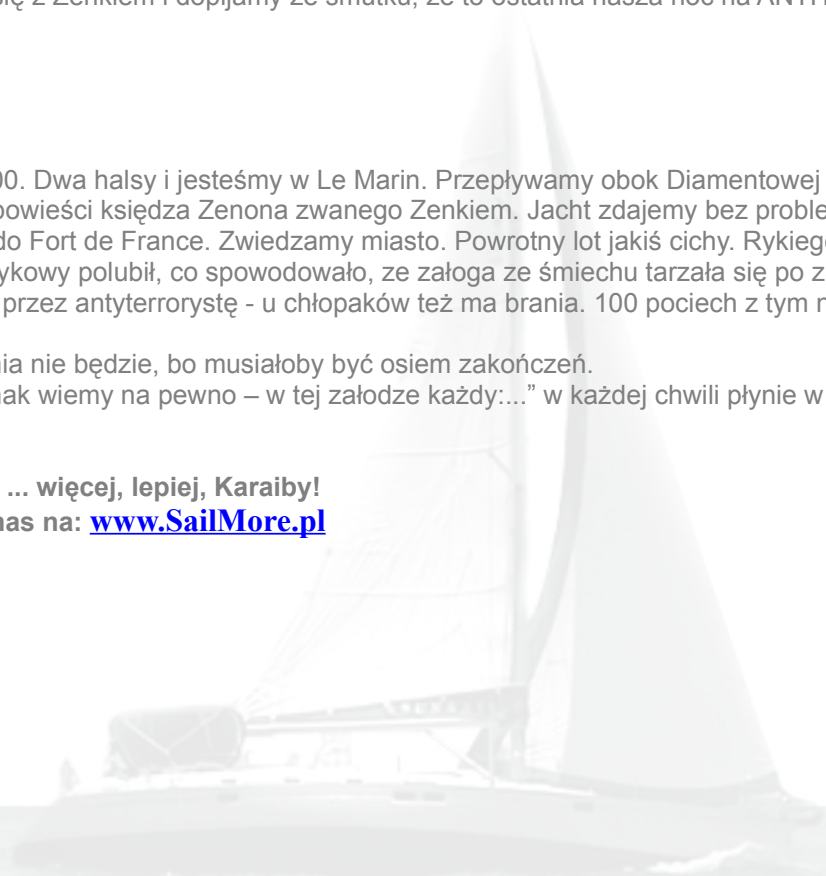 się z Zenkiem i dopijamy ze smutku, że to ostatnia nasza noc na
00. Dwa halsy i jesteśmy w Le Marin. Przepływamy obok Diamentowej
powieści księdza Zenona zwanego Zenkiem. Jacht zdajemy bez proble
do Fort de France. Zwiedzamy miasto. Powrotny lot jakiś cichy. Rykieg
ykowy polubił, co spowodowało, ze załoga ze śmiechu tarzała się po z
przez antyterrorystę - u chłopaków też ma brania. 100 pociech z tym n
nia nie będzie, bo musiałoby być osiem zakończeń.
nak wiemy na pewno – w tej załodze każdy:...” w każdej chwili płynie w
... więcej, lepiej, Karaiby!
nas na: www.SailMore.pl